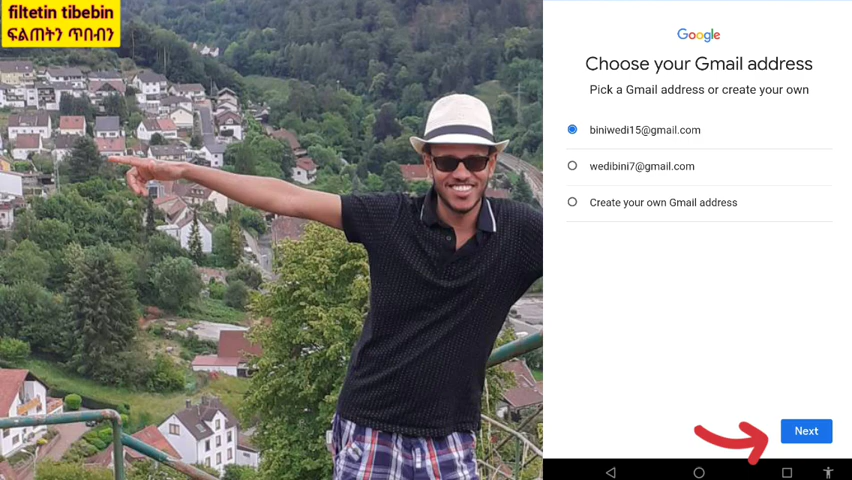 filtetin tibebin
ፍልጠትን ጥበብን
Google
Choose your Gmail address
Pick a Gmail address or create your own
biniwedi15@gmail.com
wedibini7@gmail.com
Create your own Gmail address
Next